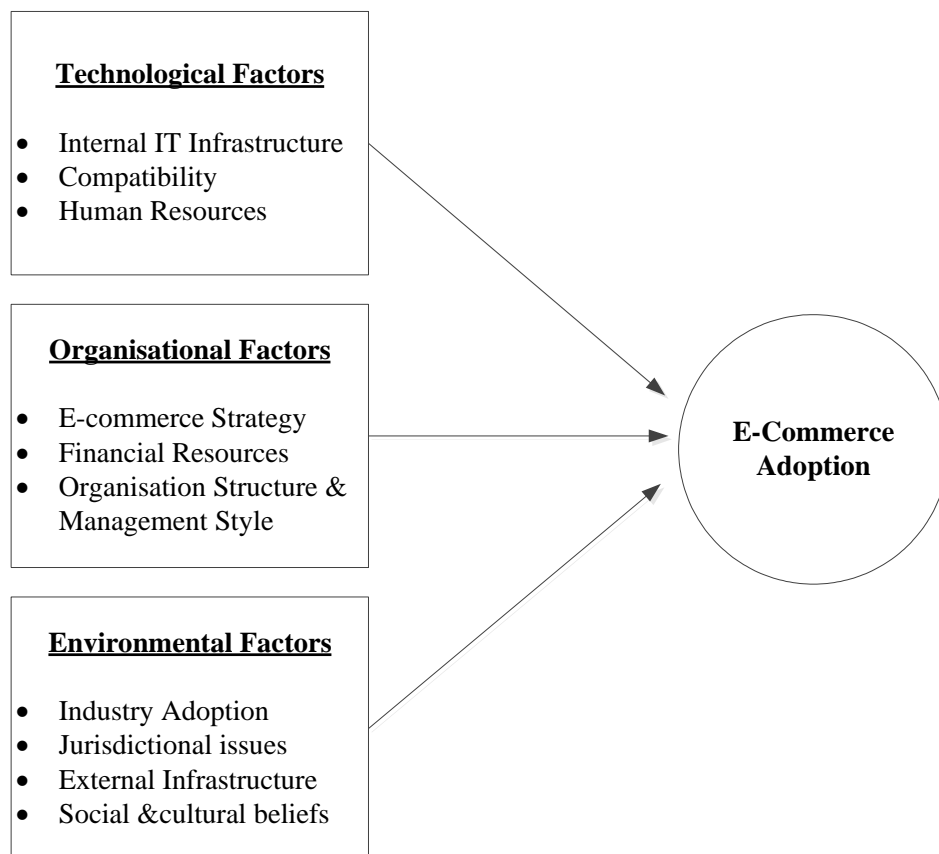 Technological Factors
• Internal IT Infrastructure
• Compatibility
• Human Resources
Organisational Factors
• E-commerce Strategy
• Financial Resources
• Organisation Structure &
Management Style
Environmental Factors
• Industry Adoption
• Jurisdictional issues
• External Infrastructure
• Social &cultural beliefs
E-Commerce
Adoption